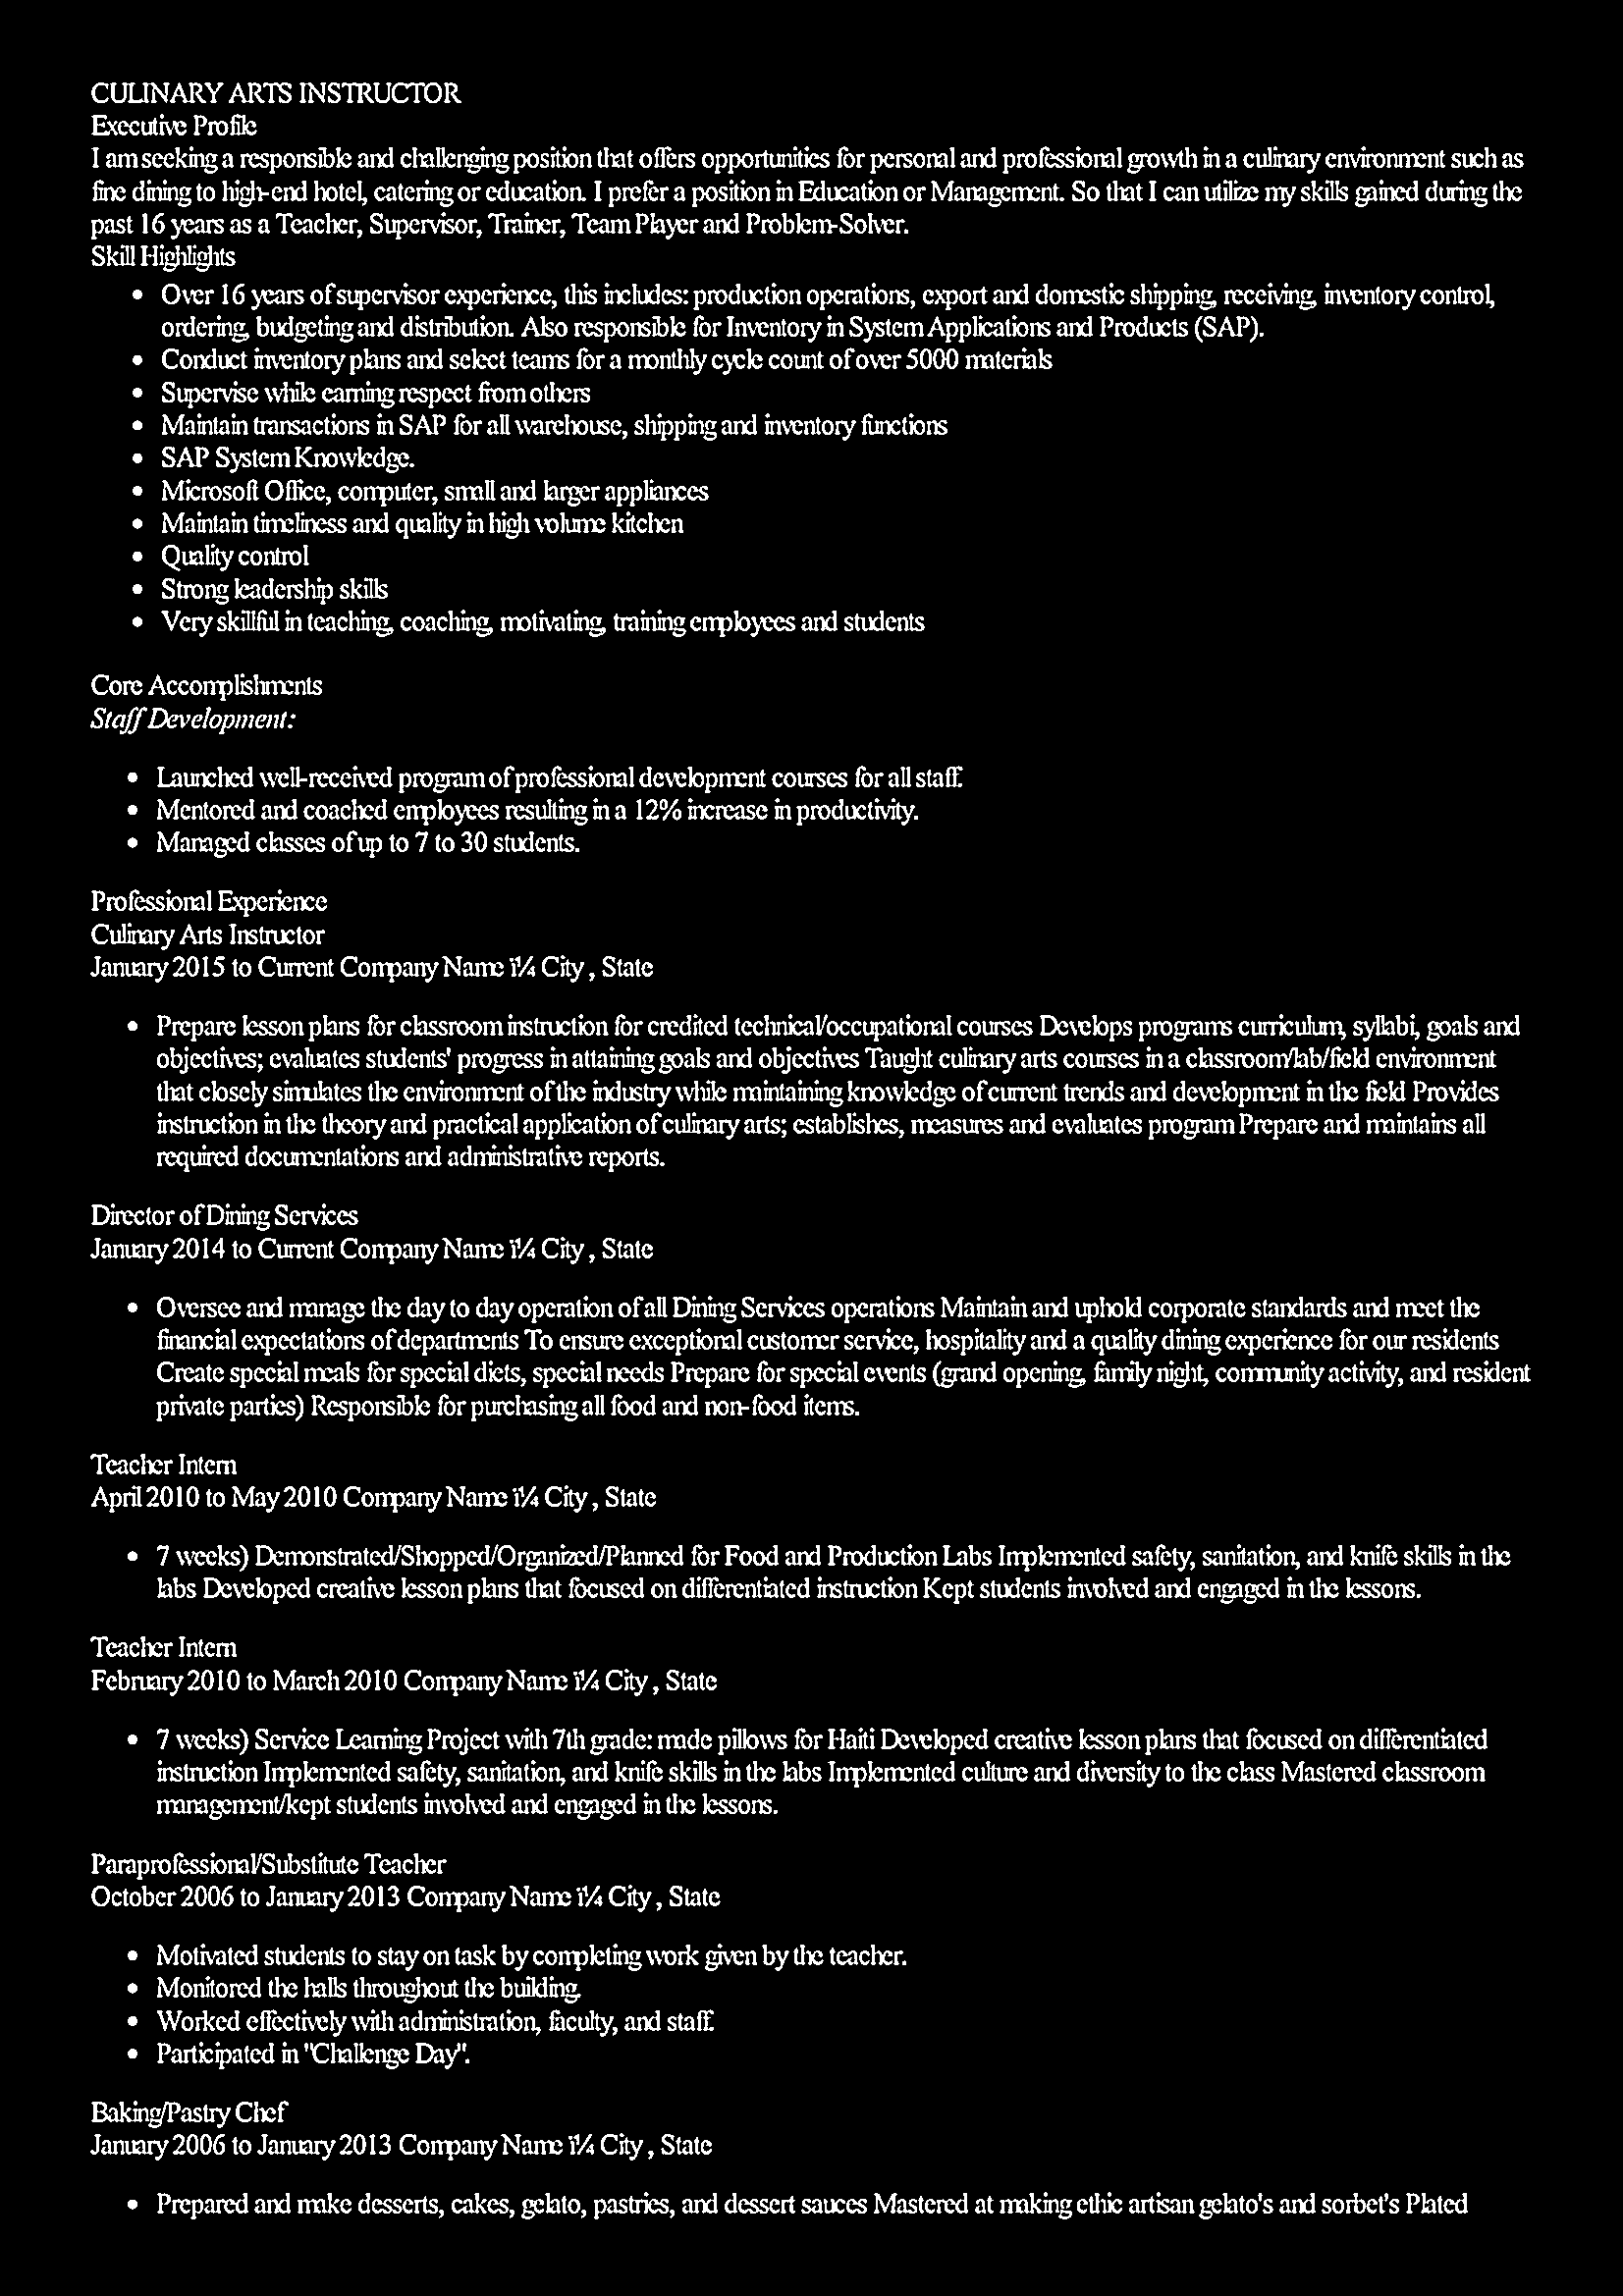 CULINARY ARTS INSTRUCTOR
Executive Profile
I am seeking a responsible and challenging position that offers opportunities for personal and professional growth in a culinary environment such as
fine dining to high-end hotel, catering or education. I prefer a position in Education or Management. So that I can utilize my skills gained during the
past 16 years as a Teacher, Supervisor, Trainer, Team Player and Problem-Solver.
Skill Highlights
• Over 16 years of supervisor experience, this includes: production operations, export and domestic shipping, receiving, inventory control,
ordering, budgeting and distribution. Also responsible for Inventory in System Applications and Products (SAP).
• Conduct inventory plans and select teams for a monthly cycle count of over 5000 materials
• Supervise while earning respect from others
• Maintain transactions in SAP for all warehouse, shipping and inventory functions
• SAP System Knowledge.
• Microsoft Office, computer, small and larger appliances
• Maintain timeliness and quality in high volume kitchen
• Quality control
• Strong leadership skills
• Very skillful in teaching, coaching, motivating, training employees and students
Core Accomplishments
Staff Development:
• Launched well-received program of professional development courses for all staff.
• Mentored and coached employees resulting in a 12% increase in productivity.
• Managed classes of up to 7 to 30 students.
Professional Experience
Culinary Arts Instructor
January 2015 to Current Company Name ï¼ City , State
• Prepare lesson plans for classroom instruction for credited technical/occupational courses Develops programs curriculum, syllabi, goals and
objectives; evaluates students' progress in attaining goals and objectives Taught culinary arts courses in a classroom/lab/field environment
that closely simulates the environment of the industry while maintaining knowledge of current trends and development in the field Provides
instruction in the theory and practical application of culinary arts; establishes, measures and evaluates program Prepare and maintains all
required documentations and administrative reports.
Director of Dining Services
January 2014 to Current Company Name ï¼ City , State
• Oversee and manage the day to day operation of all Dining Services operations Maintain and uphold corporate standards and meet the
financial expectations of departments To ensure exceptional customer service, hospitality and a quality dining experience for our residents
Create special meals for special diets, special needs Prepare for special events (grand opening, family night, community activity, and resident
private parties) Responsible for purchasing all food and non-food items.
Teacher Intern
April 2010 to May 2010 Company Name ï¼ City , State
• 7 weeks) Demonstrated/Shopped/Organized/Planned for Food and Production Labs Implemented safety, sanitation, and knife skills in the
labs Developed creative lesson plans that focused on differentiated instruction Kept students involved and engaged in the lessons.
Teacher Intern
February 2010 to March 2010 Company Name ï¼ City , State
• 7 weeks) Service Learning Project with 7th grade: made pillows for Haiti Developed creative lesson plans that focused on differentiated
instruction Implemented safety, sanitation, and knife skills in the labs Implemented culture and diversity to the class Mastered classroom
management/kept students involved and engaged in the lessons.
Paraprofessional/Substitute Teacher
October 2006 to January 2013 Company Name ï¼ City , State
• Motivated students to stay on task by completing work given by the teacher.
• Monitored the halls throughout the building.
• Worked effectively with administration, faculty, and staff.
• Participated in "Challenge Day".
Baking/Pastry Chef
January 2006 to January 2013 Company Name ï¼ City , State
• Prepared and make desserts, cakes, gelato, pastries, and dessert sauces Mastered at making ethic artisan gelato's and sorbet's Plated